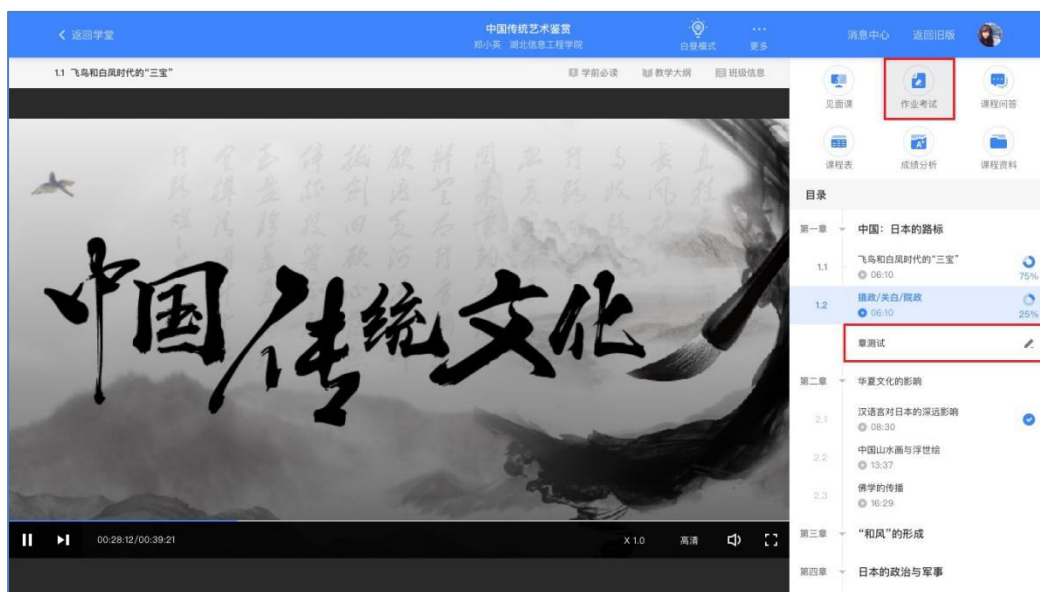 返回学堂
中国传统艺术鉴赏
郑小英 湖北信息工程学院
白昼模式
更多
消息中心
返回旧版
1.1 飞鸟和白凤时代的“三宝”
学前必读
教学大纲
班级信息
见面课
作业考试
课程问答
课程表
成绩分析
课程资料
目录
第一章 中国：日本的路标
1.1 飞鸟和白凤时代的“三宝”
06:10
75%
1.2 摄政/关白/院政
06:10
25%
章测试
第二章 华夏文化的影响
2.1 汉语言对日本的深远影响
08:30
2.2 中国山水画与浮世绘
13:37
2.3 佛学的传播
16:29
第三章 “和风”的形成
第四章 日本的政治与军事
中国传统文化
00:28:12/00:39:21
X 1.0
高清